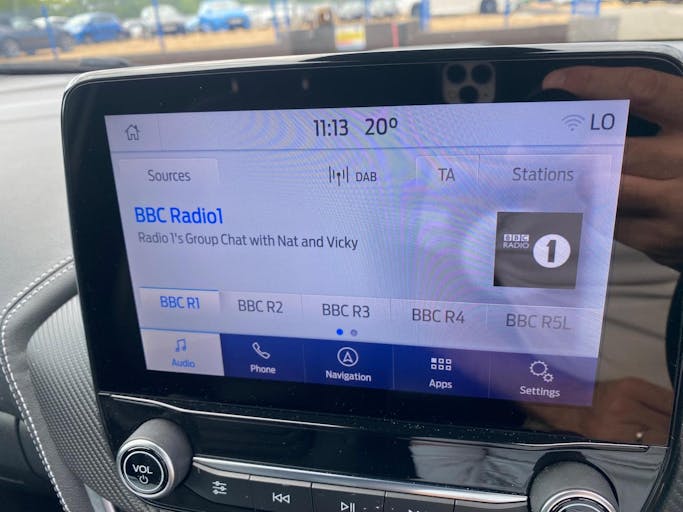 11:13 20° LO
Sources DAB TA Stations
BBC Radio1
Radio 1's Group Chat with Nat and Vicky
BBC
RADIO 1
BBC R1 BBC R2 BBC R3 BBC R4 BBC R5L
Audio Phone Navigation Apps Settings
VOL